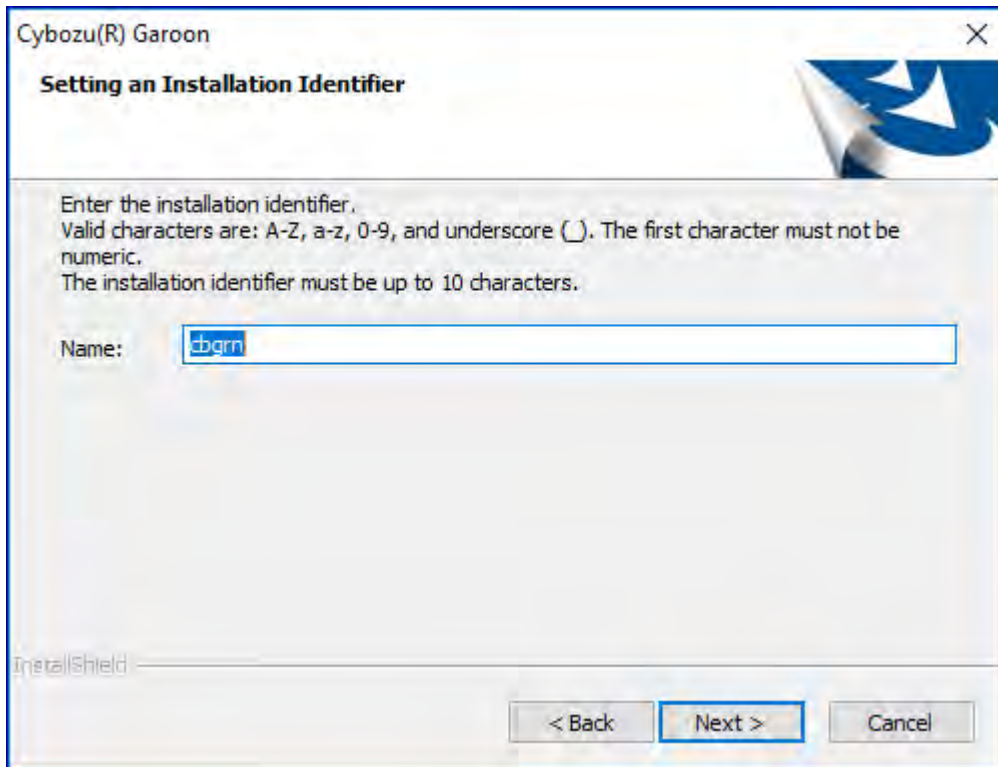 Cybozu(R) Garoon
Setting an Installation Identifier
Enter the installation identifier.
Valid characters are: A-Z, a-z, 0-9, and underscore (_). The first character must not be
numeric.
The installation identifier must be up to 10 characters.
Name: cbgrn
InstallShield
< Back Next > Cancel